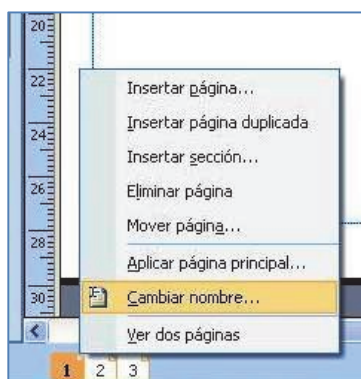 20
22
24
26
28
30
Insertar página...
Insertar página duplicada
Insertar sección...
Eliminar página
Mover página...
Aplicar página principal...
Cambiar nombre...
Ver dos páginas
1 2 3